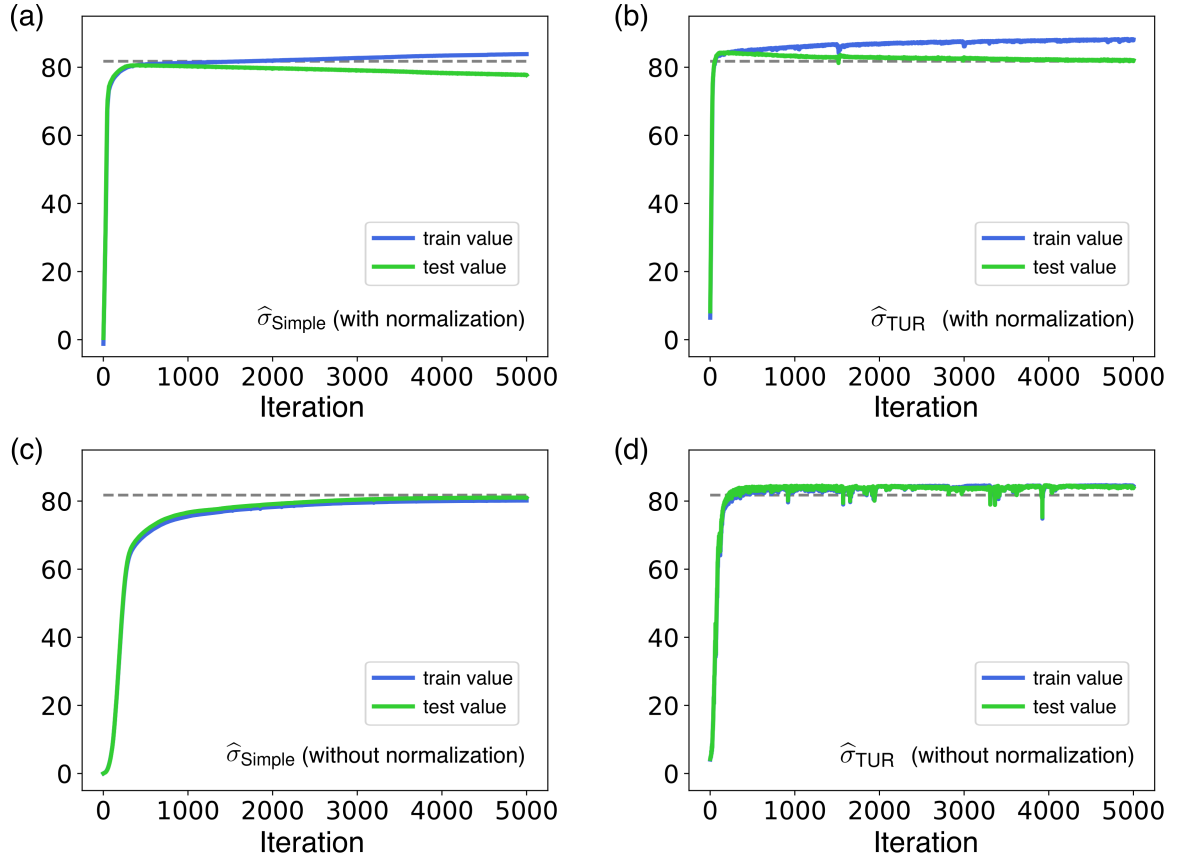 (a)
80
60
40
20
0
train value
test value
σ̂Simple (with normalization)
0 1000 2000 3000 4000 5000
Iteration
(b)
80
60
40
20
0
train value
test value
σ̂TUR (with normalization)
0 1000 2000 3000 4000 5000
Iteration
(c)
80
60
40
20
0
train value
test value
σ̂Simple (without normalization)
0 1000 2000 3000 4000 5000
Iteration
(d)
80
60
40
20
0
train value
test value
σ̂TUR (without normalization)
0 1000 2000 3000 4000 5000
Iteration